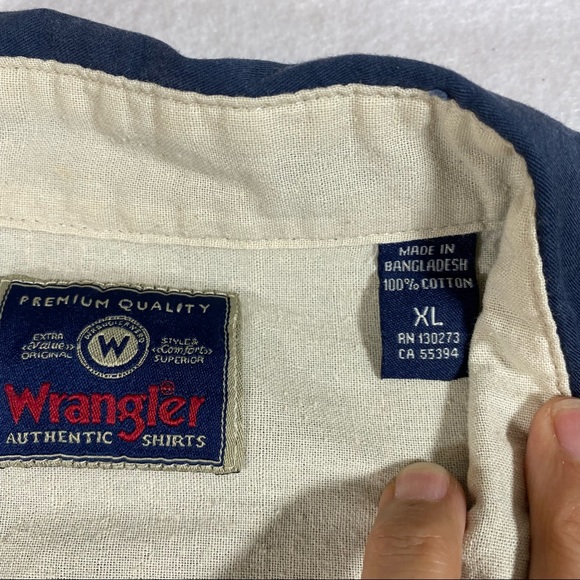 PREMIUM QUALITY
EXTRA
«Value»
ORIGINAL
W
STYLE &
«Comfort»
SUPERIOR
Wrangler
AUTHENTIC SHIRTS
MADE IN
BANGLADESH
100% COTTON
XL
RN 130273
CA 55394